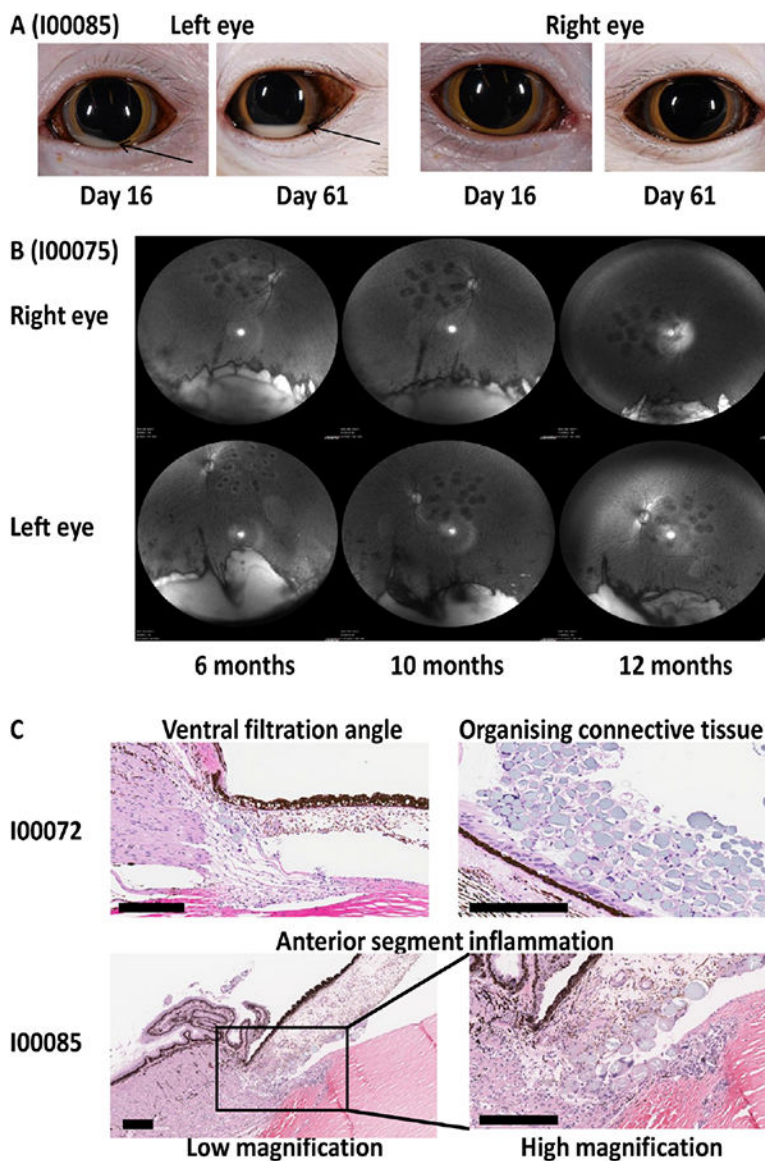 A (I00085) Left eye Right eye
Day 16 Day 61 Day 16 Day 61
B (I00075)
Right eye
Left eye
6 months 10 months 12 months
C Ventral filtration angle Organising connective tissue
I00072
Anterior segment inflammation
I00085
Low magnification High magnification